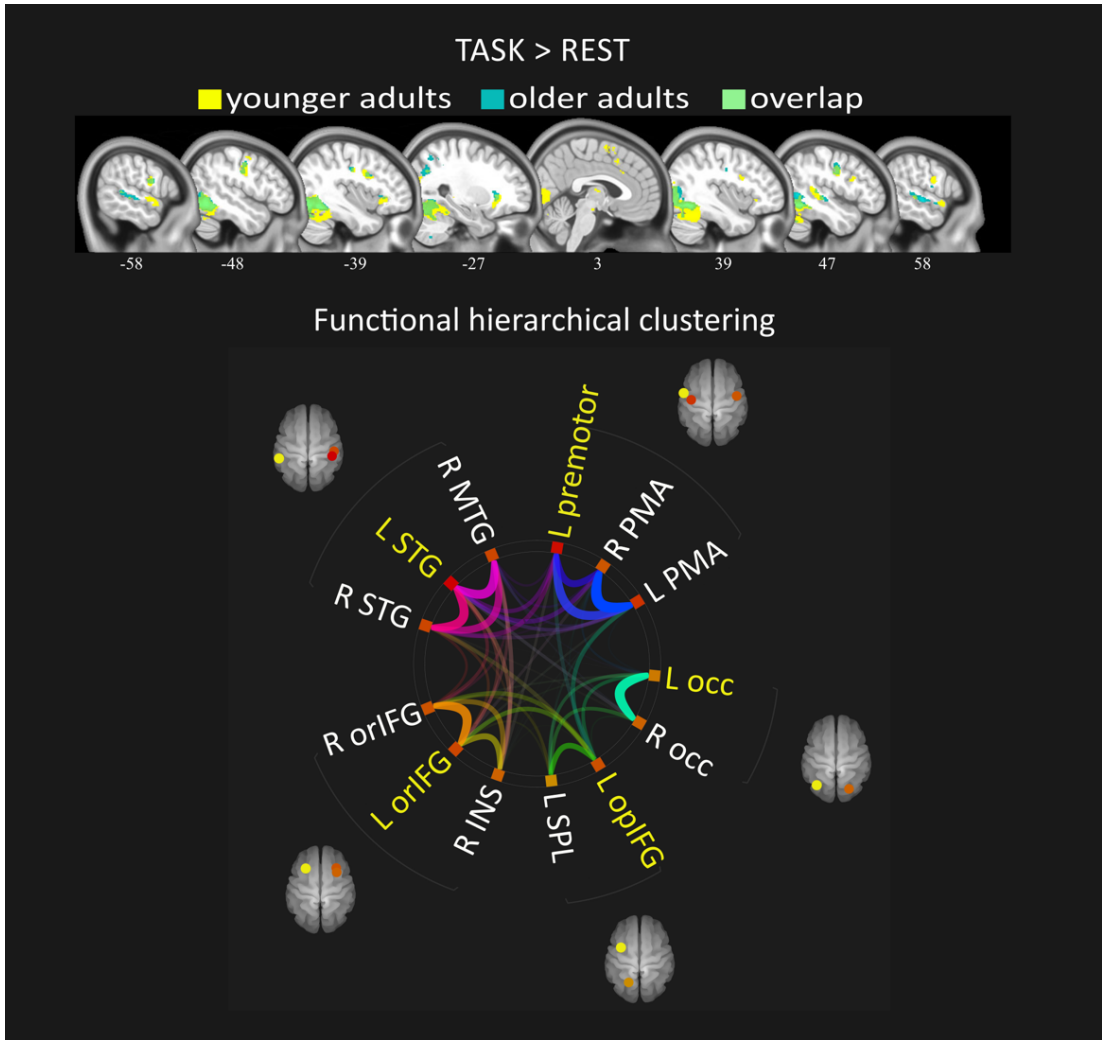 TASK > REST
younger adults older adults overlap
-58 -48 -39 -27 3 39 47 58
Functional hierarchical clustering
L premotor
R PMA
L PMA
L occ
R occ
L opIFG
L SPL
R INS
L orIFG
R orIFG
R STG
L STG
R MTG